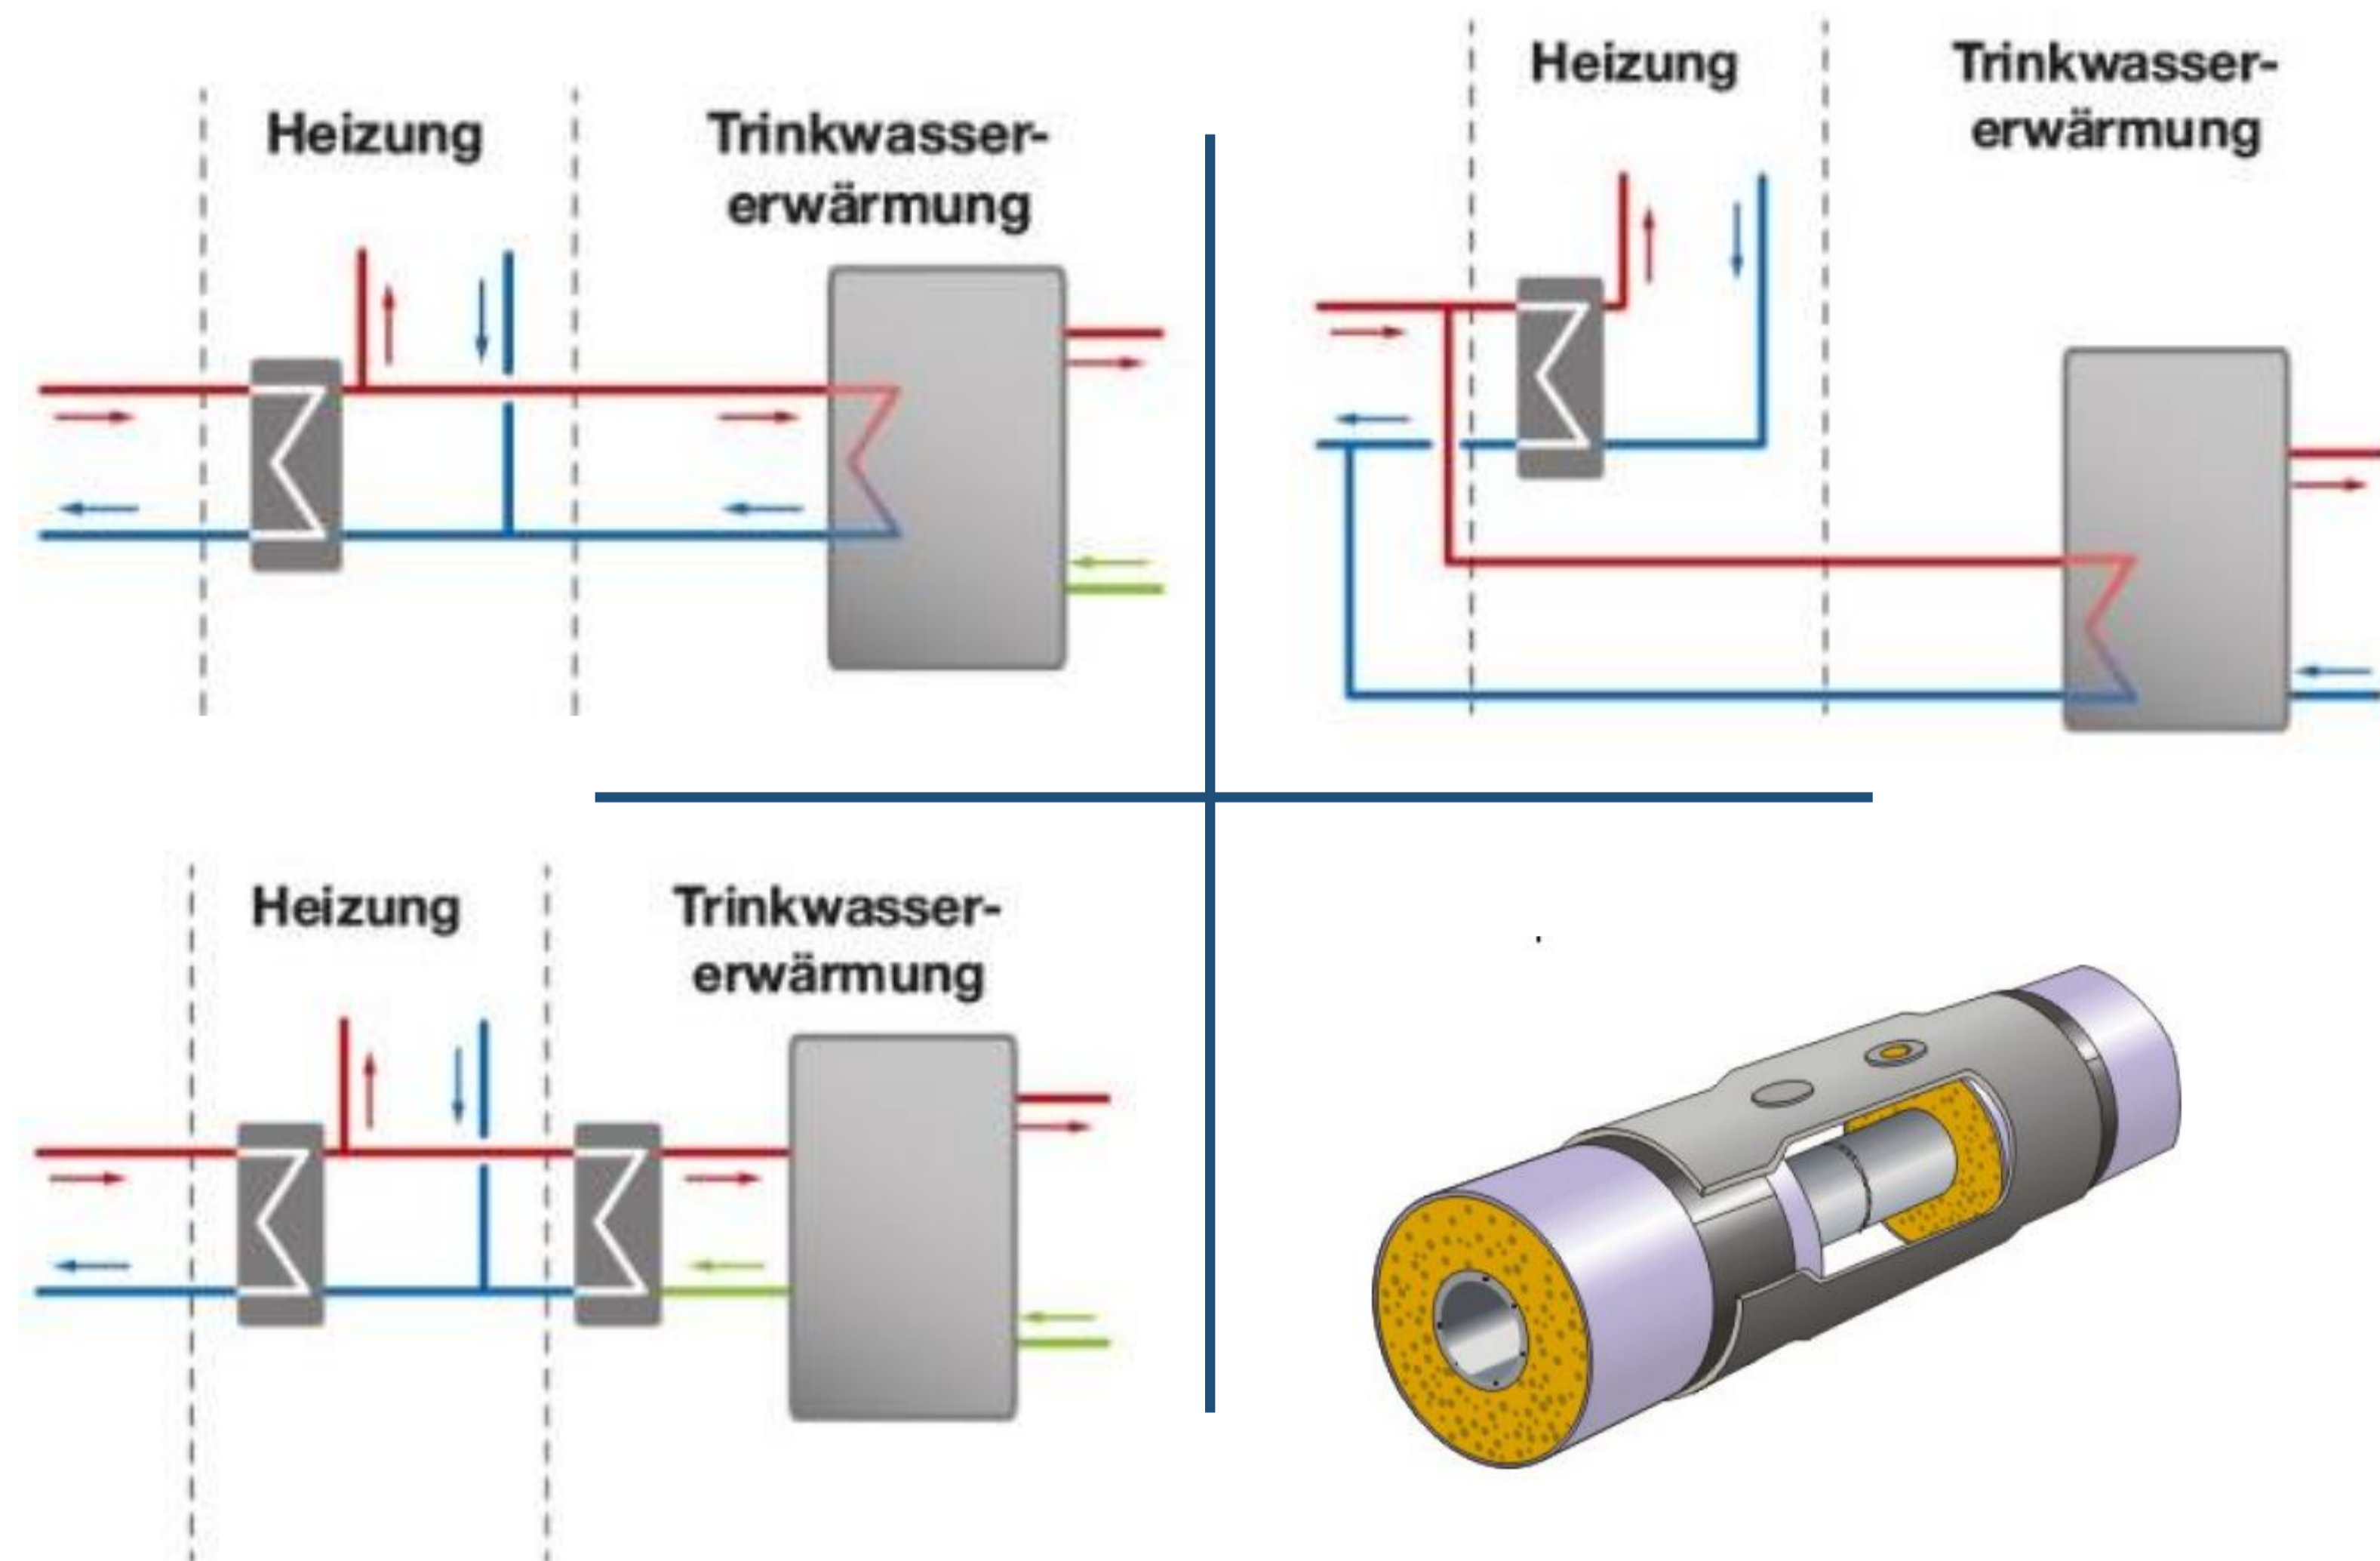 Heizung
Trinkwasser-
erwärmung
Heizung
Trinkwasser-
erwärmung
Heizung
Trinkwasser-
erwärmung